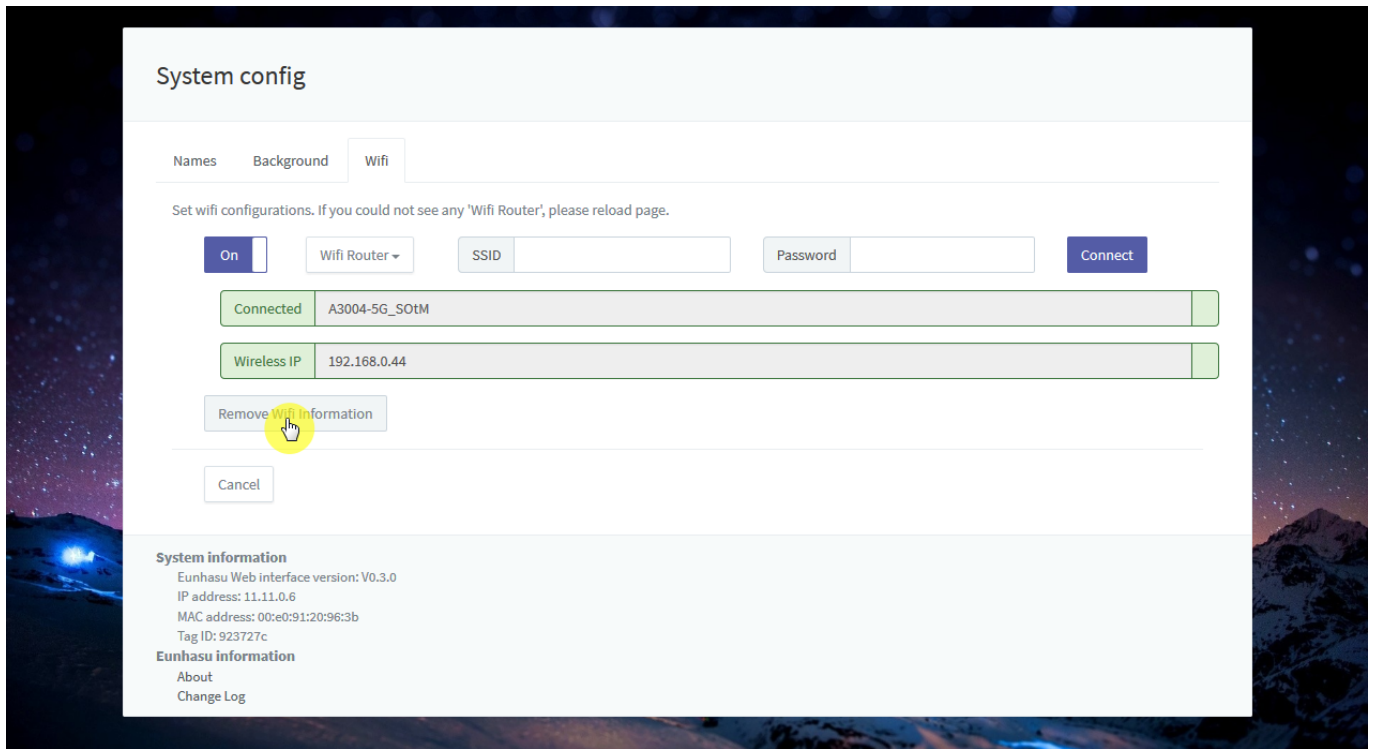 System config
Names Background Wifi
Set wifi configurations. If you could not see any 'Wifi Router', please reload page.
On Wifi Router SSID Password Connect
Connected A3004-5G_SOtM
Wireless IP 192.168.0.44
Remove Wifi Information
Cancel
System information
Eunhasu Web interface version: V0.3.0
IP address: 11.11.0.6
MAC address: 00:e0:91:20:96:3b
Tag ID: 923727c
Eunhasu information
About
Change Log